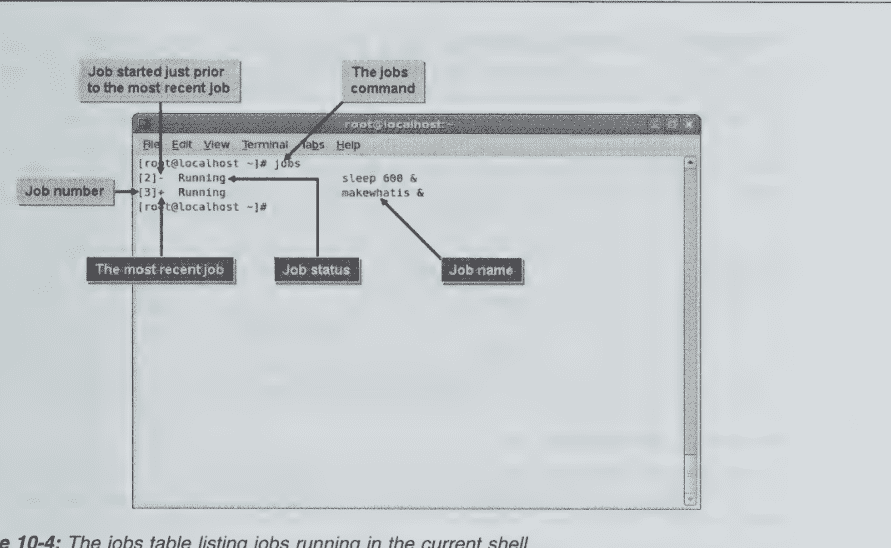 Job started just prior
to the most recent job
The jobs
command
root@localhost:~
File Edit View Terminal Tabs Help
[root@localhost ~]# jobs
[2]- Running sleep 600 &
Job number
[3]+ Running makewhatis &
[root@localhost ~]#
The most recent job
Job status
Job name
e 10-4: The jobs table listing jobs running in the current shell